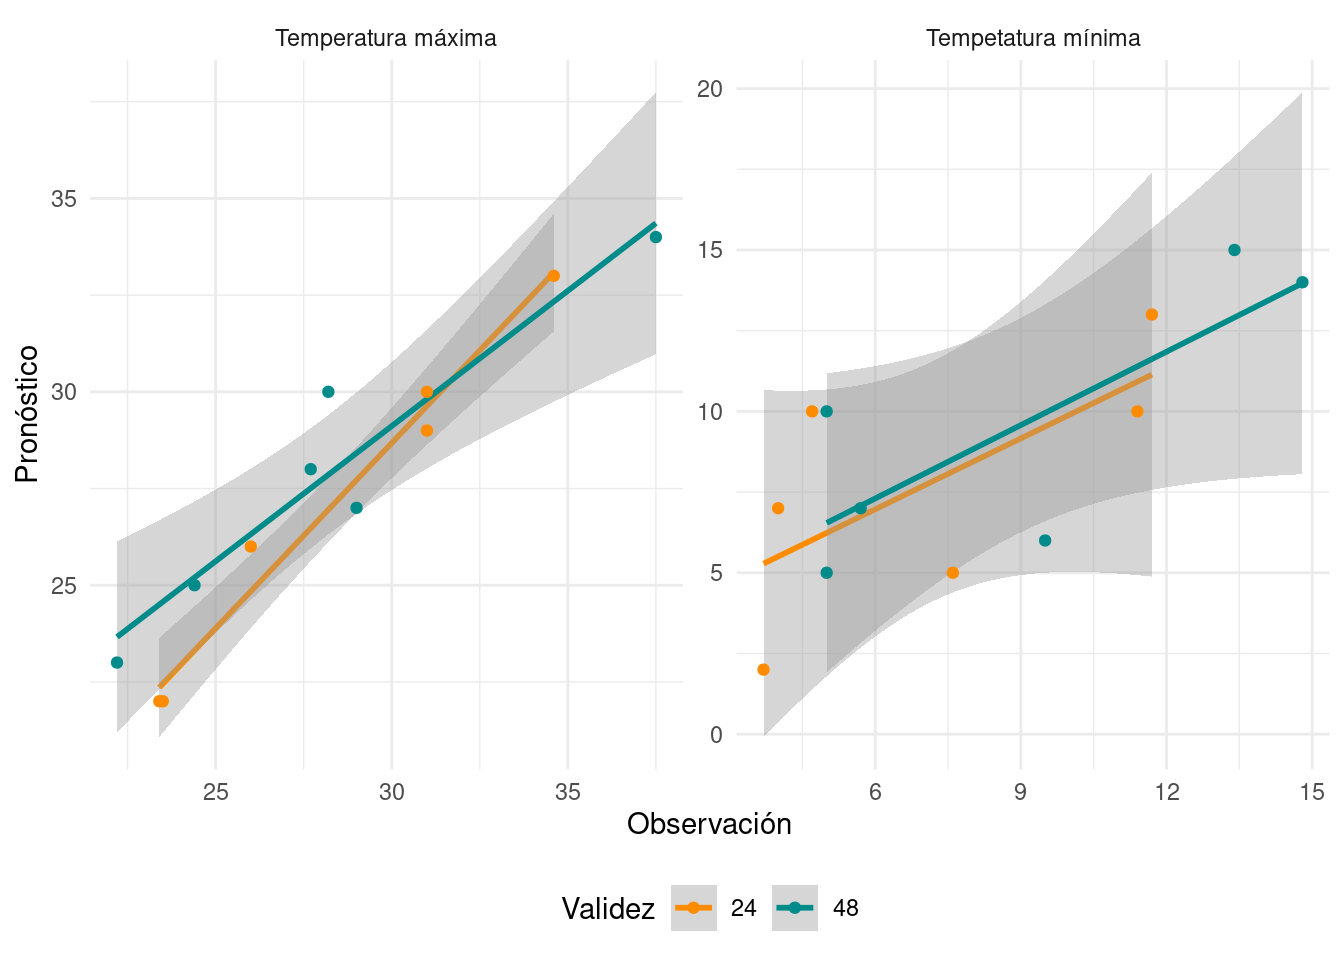 Temperatura máxima
Tempetatura mínima
Pronóstico
35
30
25
20
15
10
5
0
25 30 35
6 9 12 15
Observación
Validez 24 48